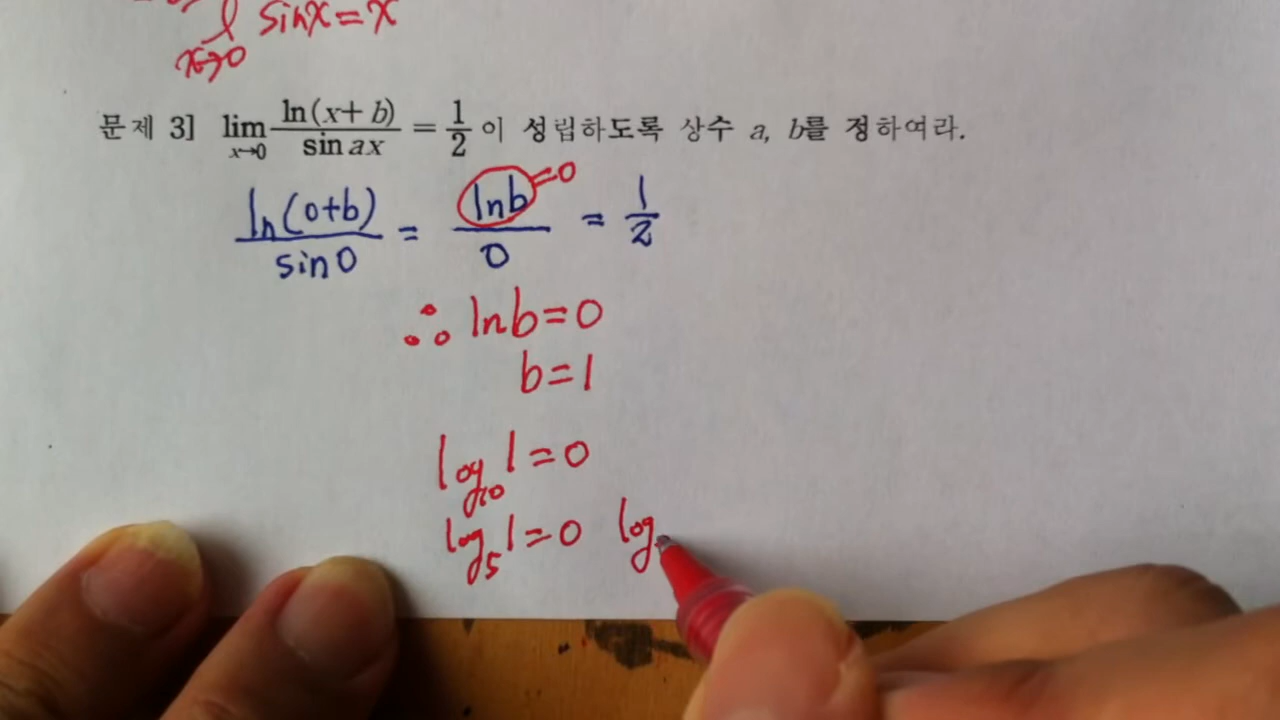 lim x→0 sinx=x
문제 3] lim x→0 ln(x+b)/sin ax = 1/2 이 성립하도록 상수 a, b를 정하여라.
ln(0+b)/sin0 = lnb/0 = 1/2
=0
∴ lnb=0
b=1
log₁₀1=0
log₅1=0 log